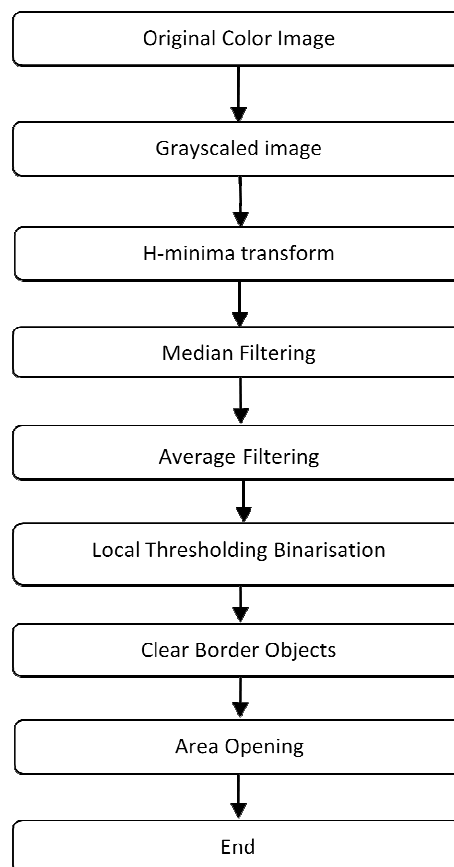 Original Color Image
Grayscaled image
H-minima transform
Median Filtering
Average Filtering
Local Thresholding Binarisation
Clear Border Objects
Area Opening
End